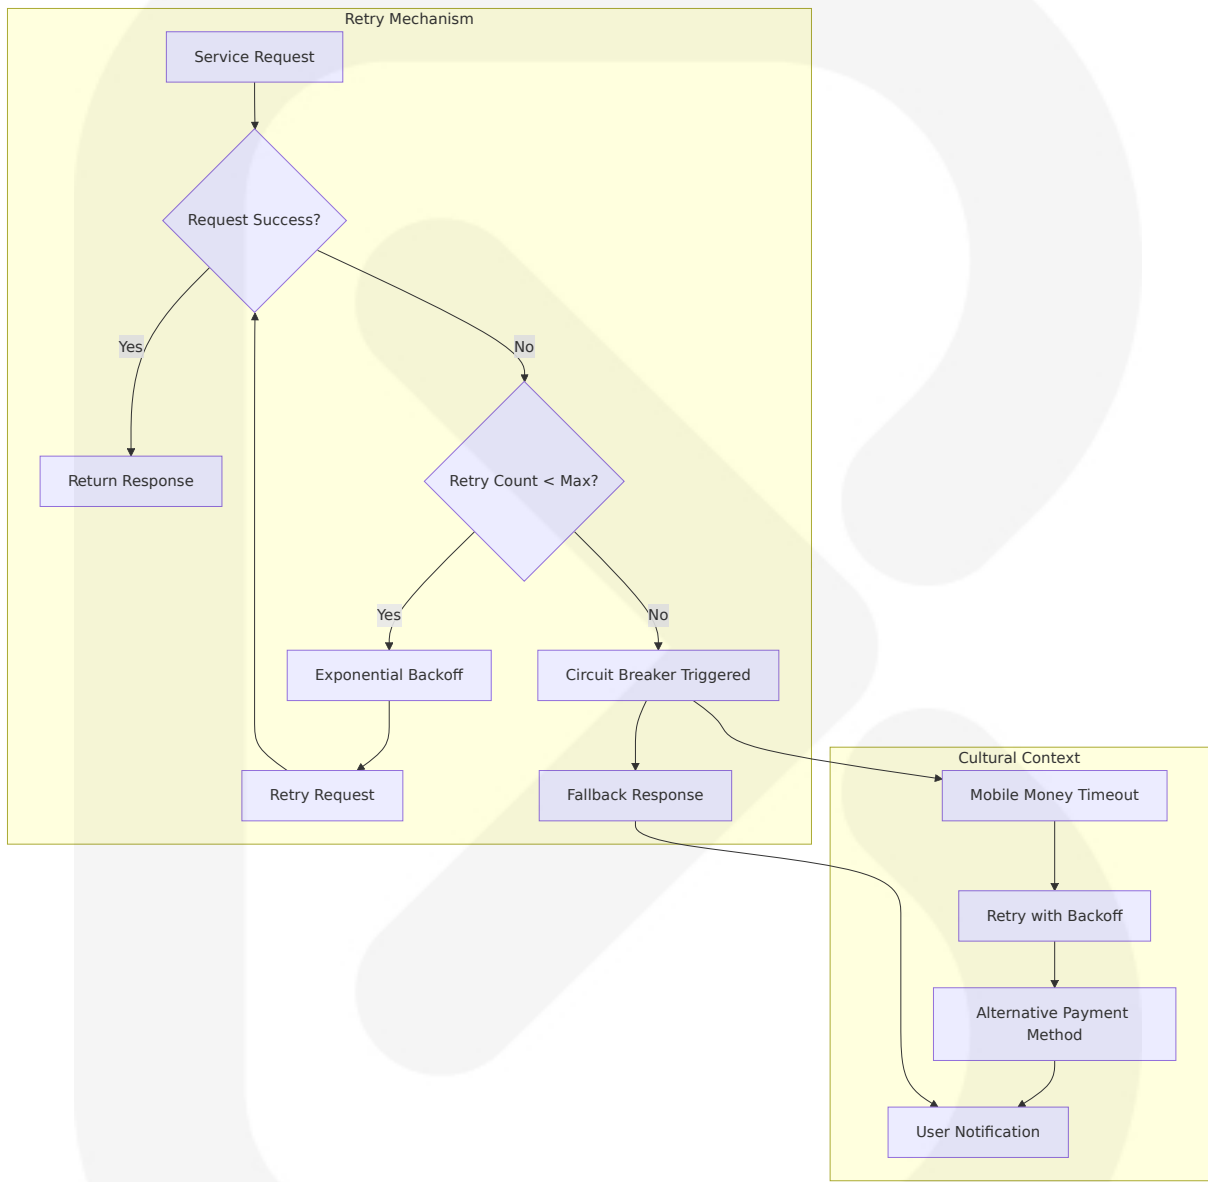 Retry Mechanism
Service Request
Request Success?
Yes
No
Return Response
Retry Count < Max?
Yes
No
Exponential Backoff
Circuit Breaker Triggered
Retry Request
Fallback Response
Cultural Context
Mobile Money Timeout
Retry with Backoff
Alternative Payment
Method
User Notification